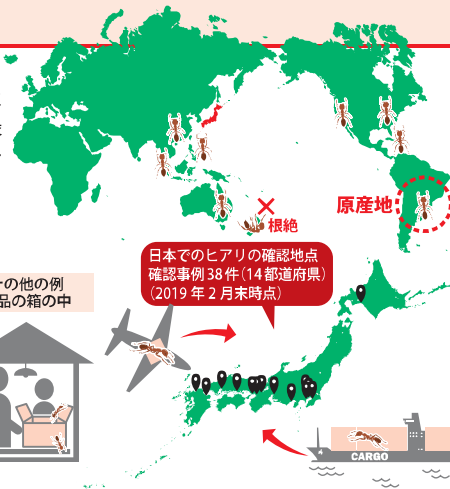 原産地
根絶
日本でのヒアリの確認地点
確認事例38件(14都道府県)
(2019年2月末時点)
の他の例
品の箱の中
CARGO